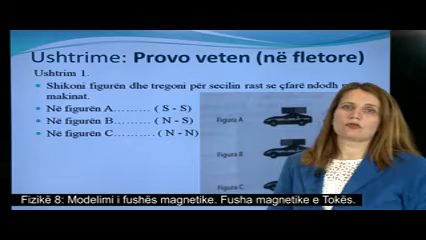 Ushtrime: Provo veten (në fletore)
Ushtrim 1.
Shikoni figurën dhe tregoni për secilin rast se çfarë ndodh
makinat.
Në figurën A……… ( S - S)
Në figurën B……… ( N - S)
Në figurën C……… ( N - N)
Figura A
Figura B
Figura C
Fizikë 8: Modelimi i fushës magnetike. Fusha magnetike e Tokës.